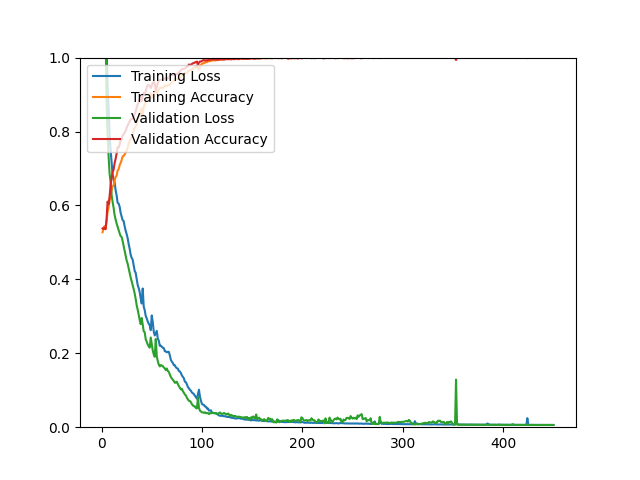 1.0
0.8
0.6
0.4
0.2
0.0
Training Loss
Training Accuracy
Validation Loss
Validation Accuracy
0 100 200 300 400